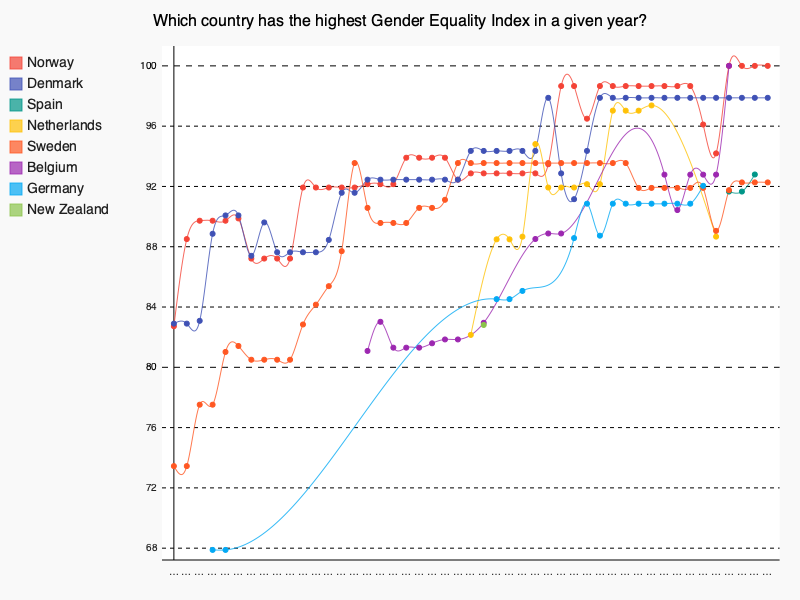 Which country has the highest Gender Equality Index in a given year?
Norway
Denmark
Spain
Netherlands
Sweden
Belgium
Germany
New Zealand
100
96
92
88
84
80
76
72
68
... ... ... ... ... ... ... ... ... ... ... ... ... ... ... ... ... ... ... ... ... ... ... ... ... ... ... ... ... ... ... ... ... ... ... ... ... ... ... ... ... ... ... ... ... ... ...